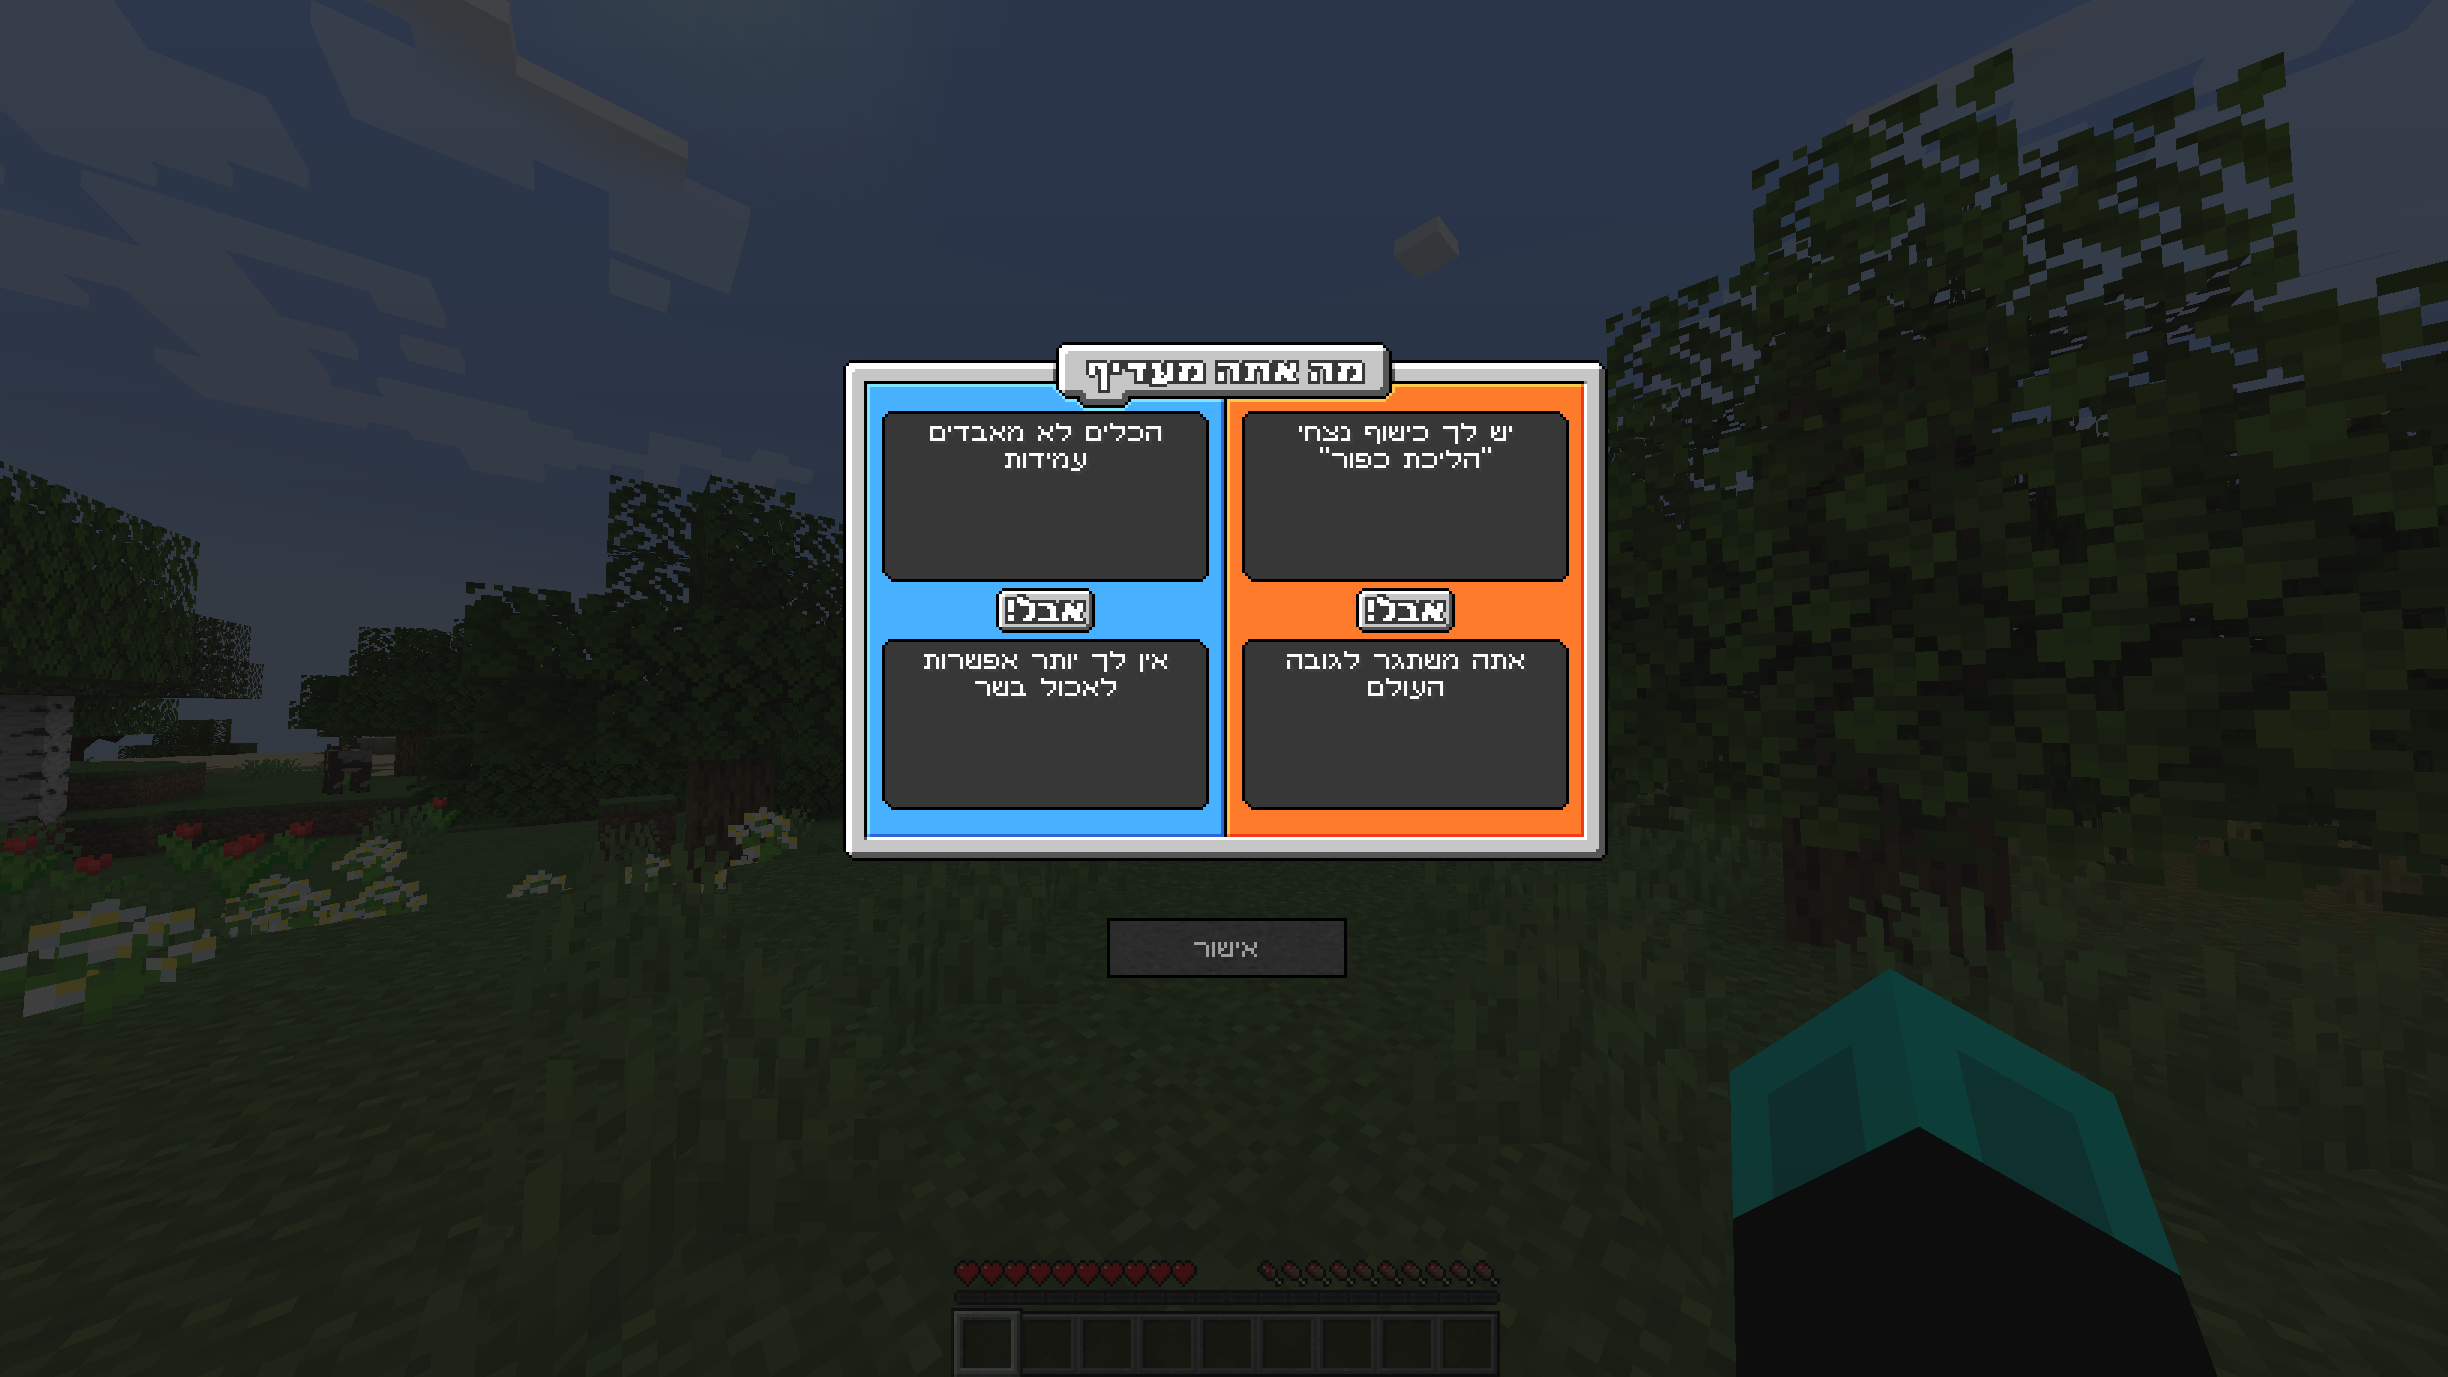 מה אתה מעדיף
יש לך כישוף נצחי
"הליכת כפור"
אבל!
אתה משתגר לגובה
העולם
הכלים לא מאבדים
עמידות
אבל!
אין לך יותר אפשרות
לאכול בשר
אישור